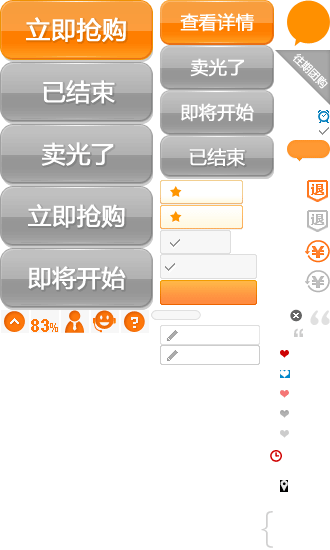 立即抢购
查看详情
往期团购
已结束
卖光了
卖光了
即将开始
立即抢购
已结束
退
退
即将开始
83%
?